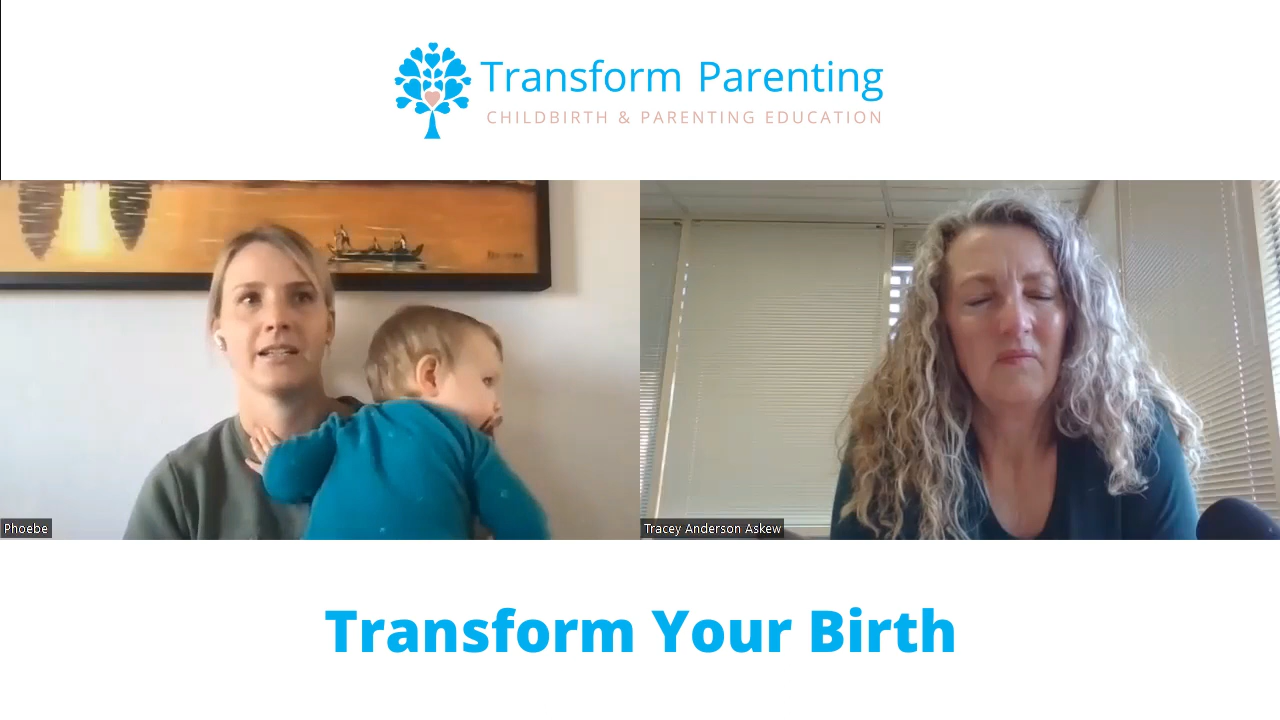 Transform Parenting
CHILDBIRTH & PARENTING EDUCATION
Phoebe
Tracey Anderson Askew
Transform Your Birth